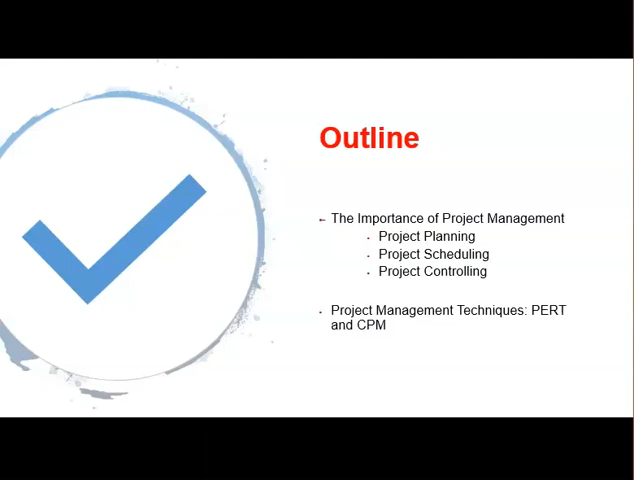 Outline
The Importance of Project Management
Project Planning
Project Scheduling
Project Controlling
Project Management Techniques: PERT
and CPM